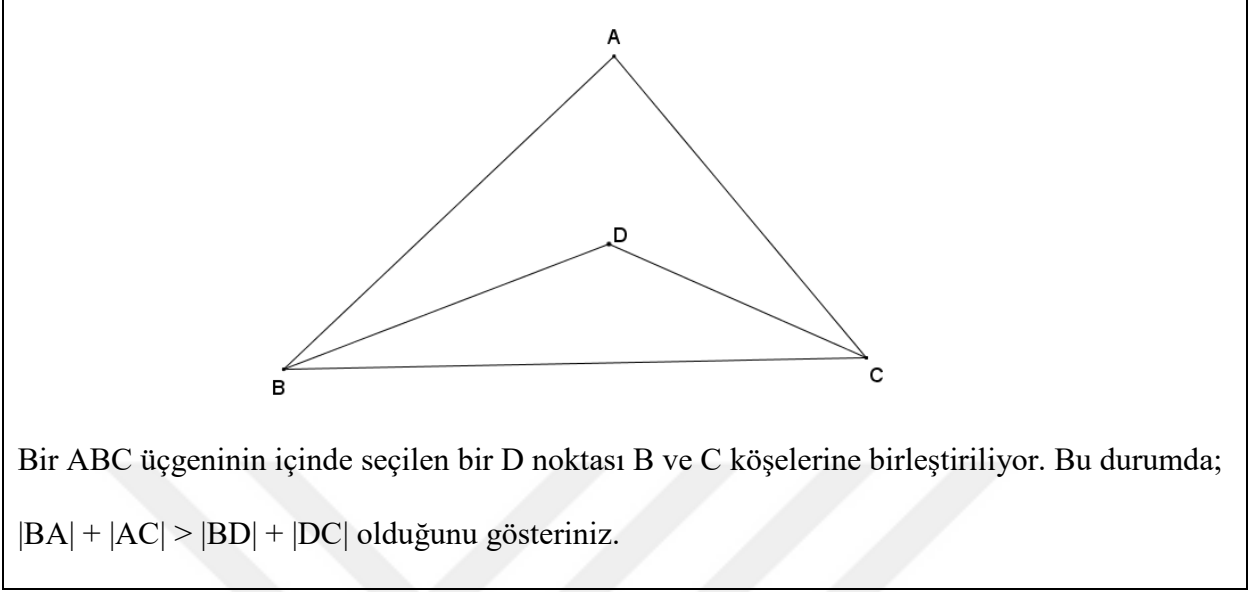 A
D
B
C
Bir ABC üçgeninin içinde seçilen bir D noktası B ve C köşelerine birleştiriliyor. Bu durumda;
|BA| + |AC| > |BD| + |DC| olduğunu gösteriniz.